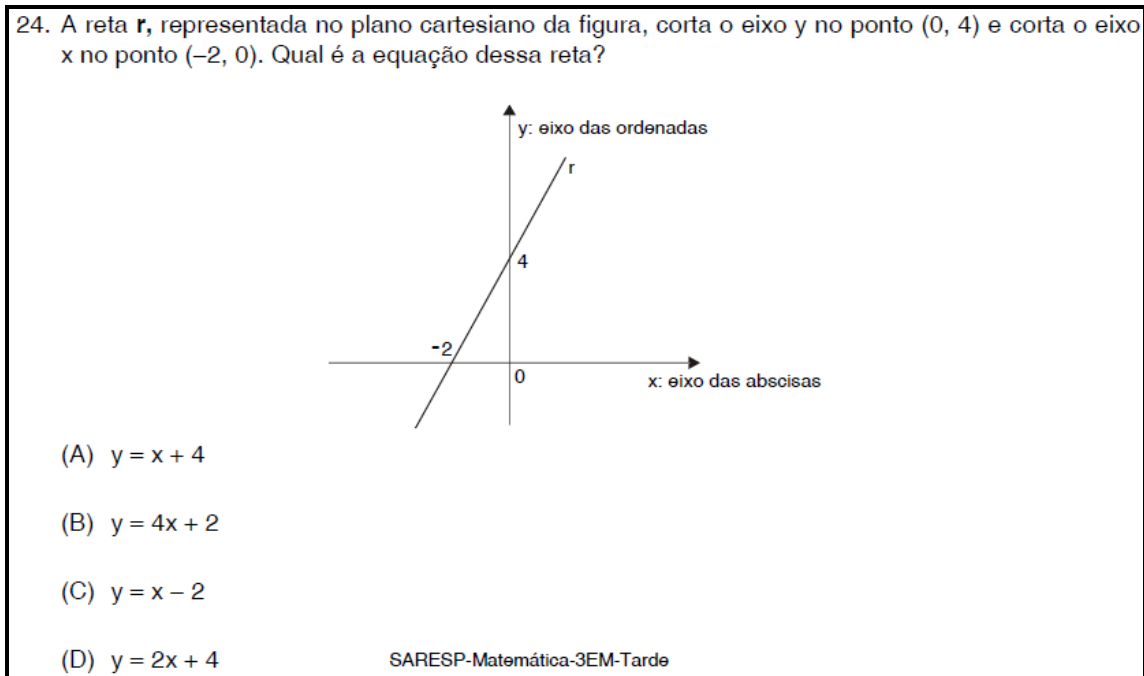 24. A reta r, representada no plano cartesiano da figura, corta o eixo y no ponto (0, 4) e corta o eixo
x no ponto (–2, 0). Qual é a equação dessa reta?
y: eixo das ordenadas
r
4
-2
0
x: eixo das abscisas
(A) y = x + 4
(B) y = 4x + 2
(C) y = x – 2
(D) y = 2x + 4
SARESP-Matemática-3EM-Tarde